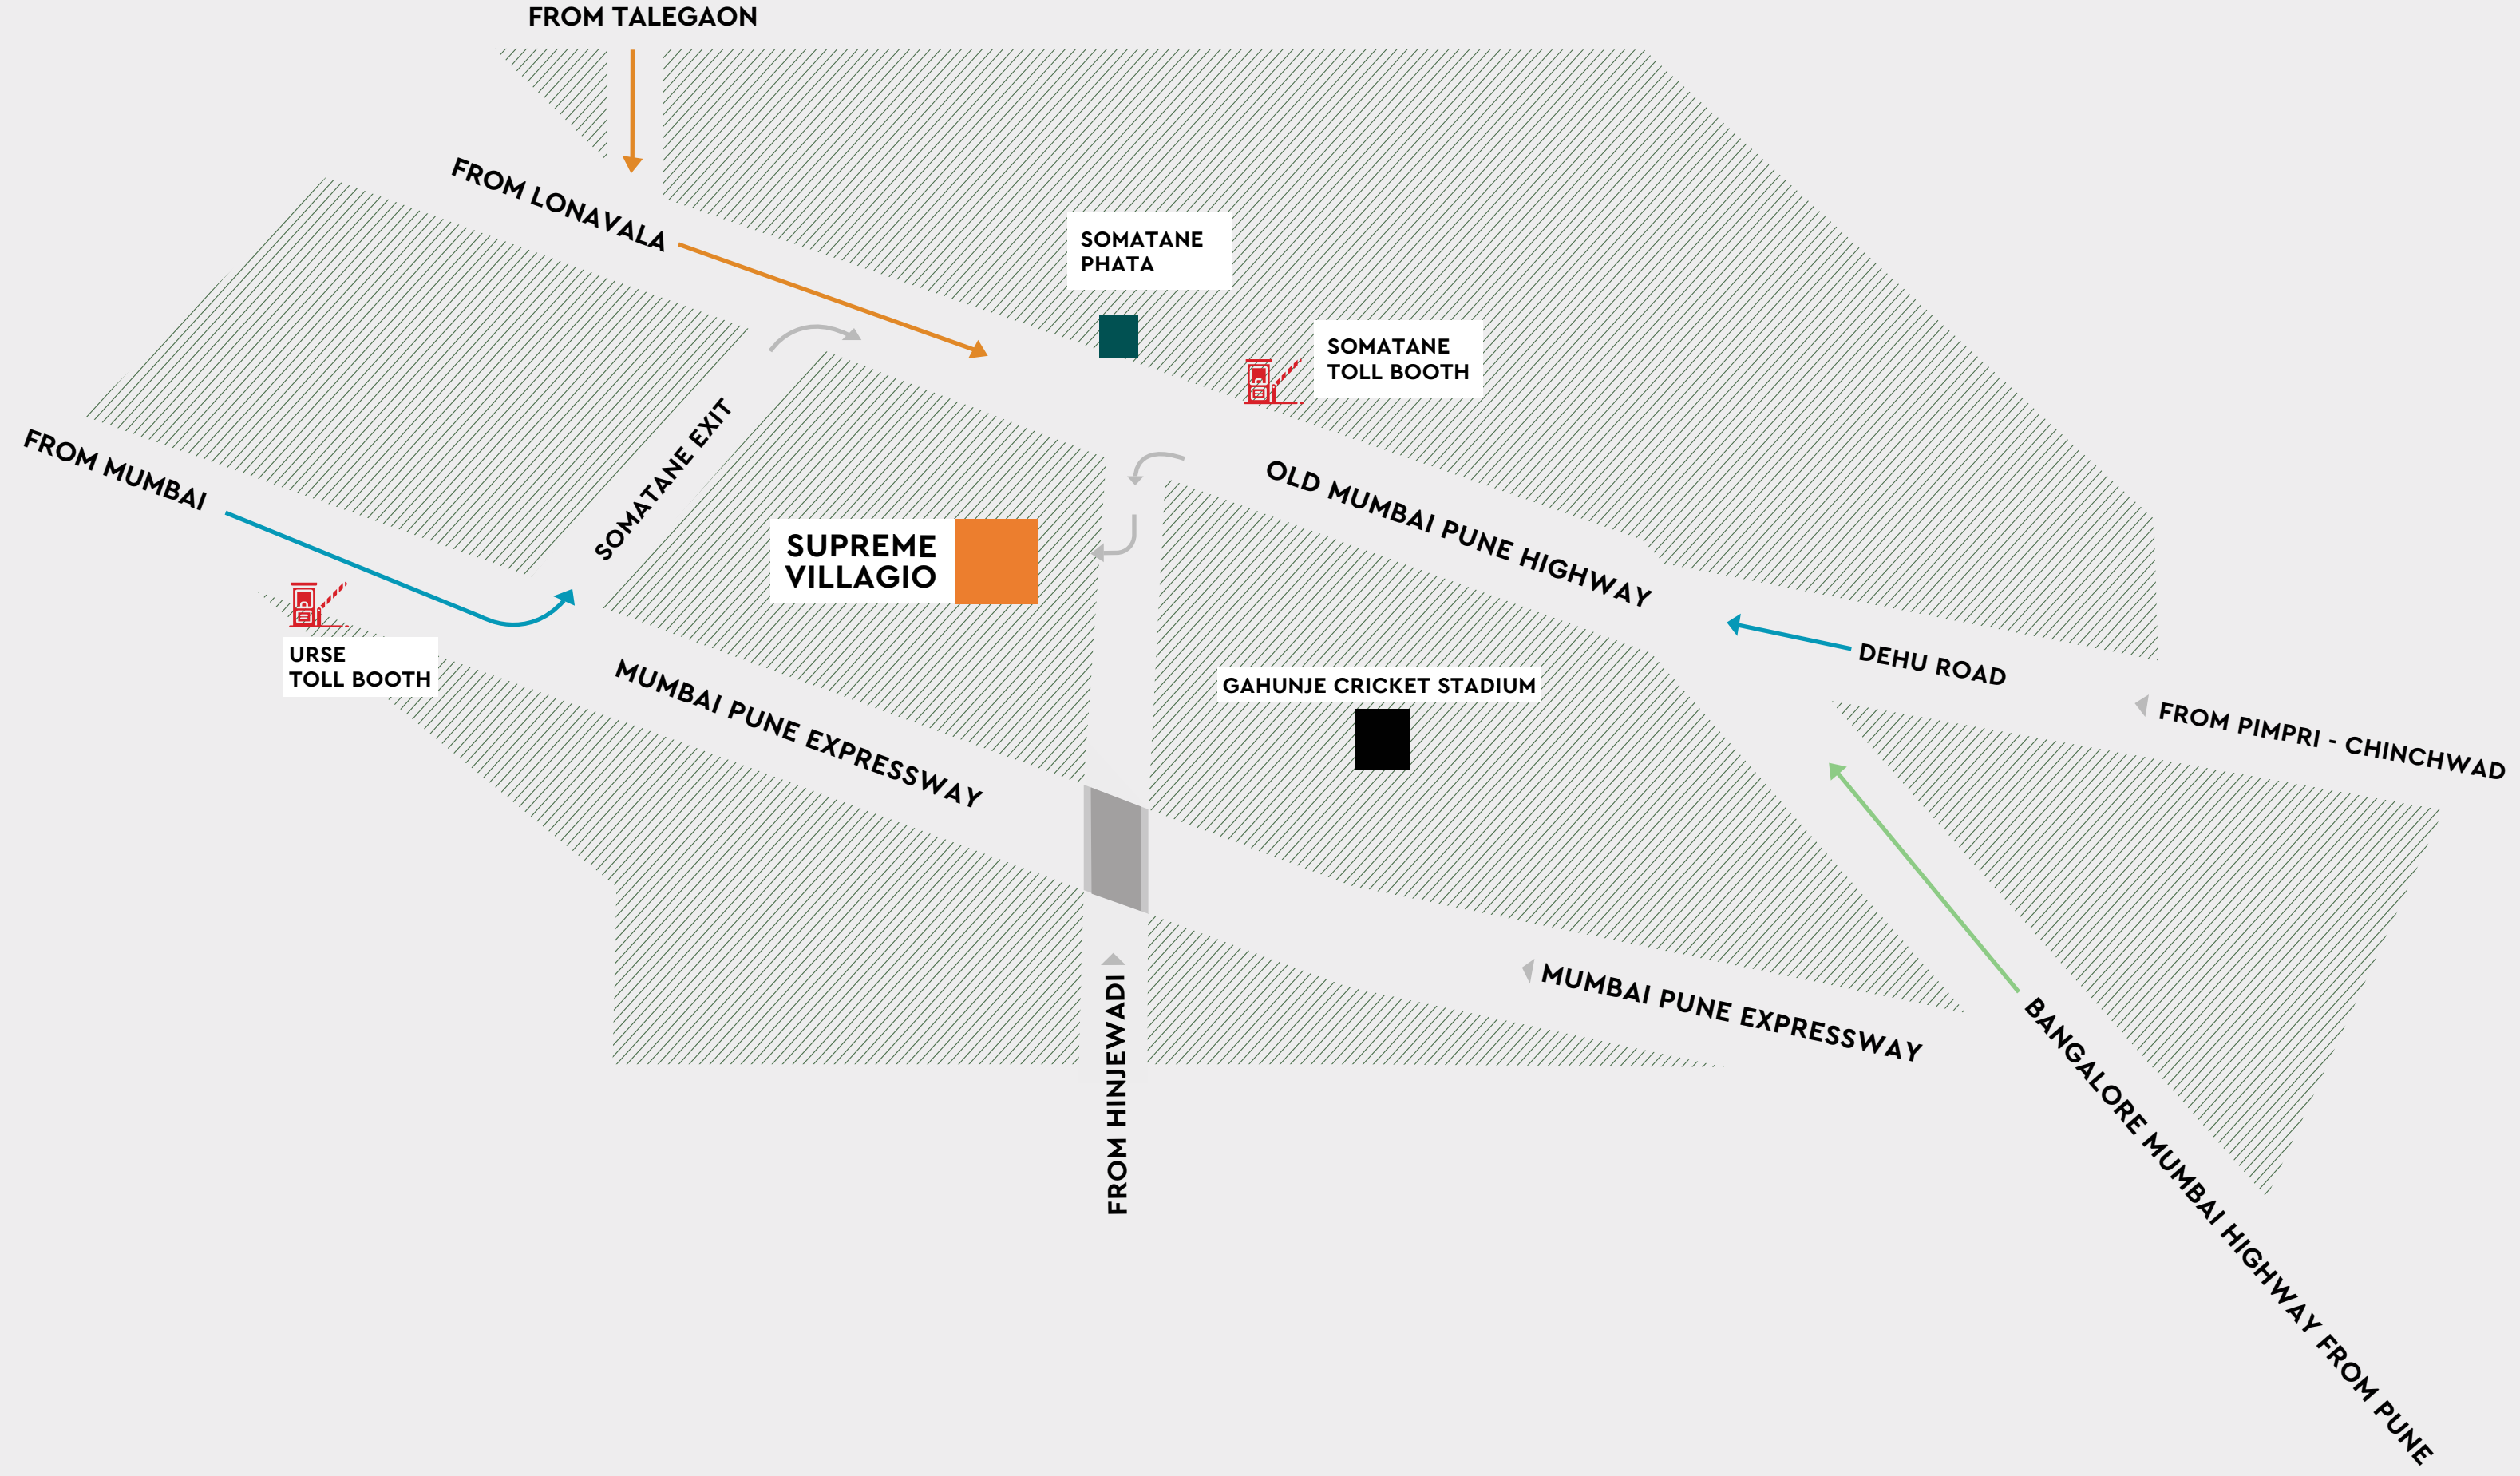 FROM TALEGAON
FROM LONAVALA
SOMATANE
PHATA
SOMATANE
TOLL BOOTH
FROM MUMBAI
SOMATANE EXIT
OLD MUMBAI PUNE HIGHWAY
SUPREME
VILLAGIO
URSE
TOLL BOOTH
MUMBAI PUNE EXPRESSWAY
GAHUNJE CRICKET STADIUM
DEHU ROAD
FROM PIMPRI - CHINCHWAD
MUMBAI PUNE EXPRESSWAY
FROM HINJEWADI
BANGALORE MUMBAI HIGHWAY FROM PUNE